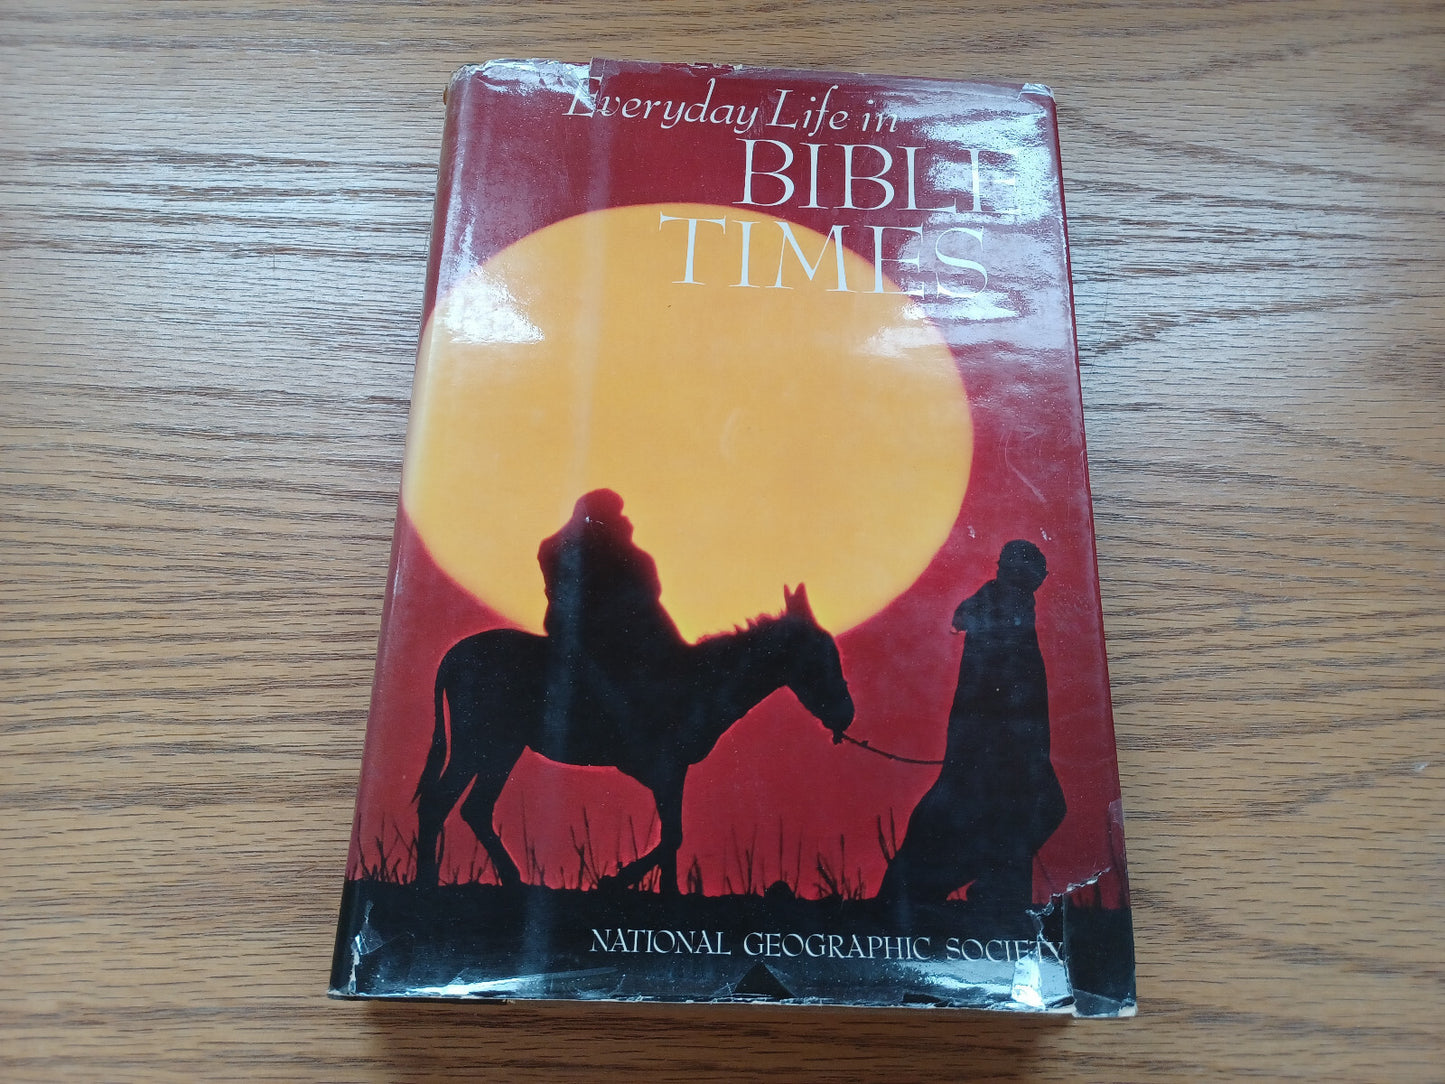 Everyday Life in
BIBLE
TIMES
NATIONAL GEOGRAPHIC SOCIETY